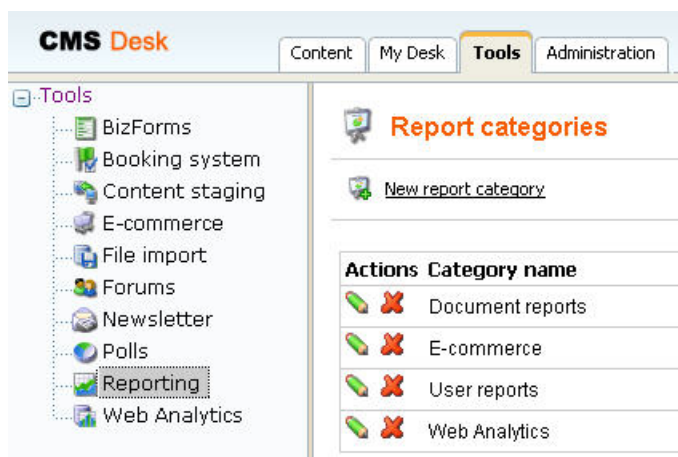 CMS Desk
Content My Desk Tools Administration
Tools
BizForms
Booking system
Content staging
E-commerce
File import
Forums
Newsletter
Polls
Reporting
Web Analytics
Report categories
New report category
Actions Category name
Document reports
E-commerce
User reports
Web Analytics